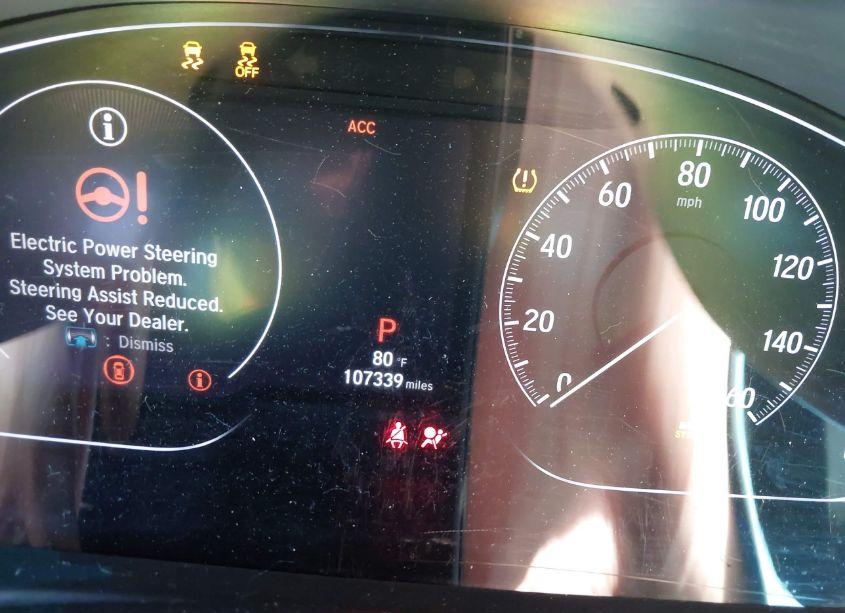 OFF
ACC
Electric Power Steering
System Problem.
Steering Assist Reduced.
See Your Dealer.
: Dismiss
P
80 °F
107339 miles
0
20
40
60
80
mph
100
120
140
60